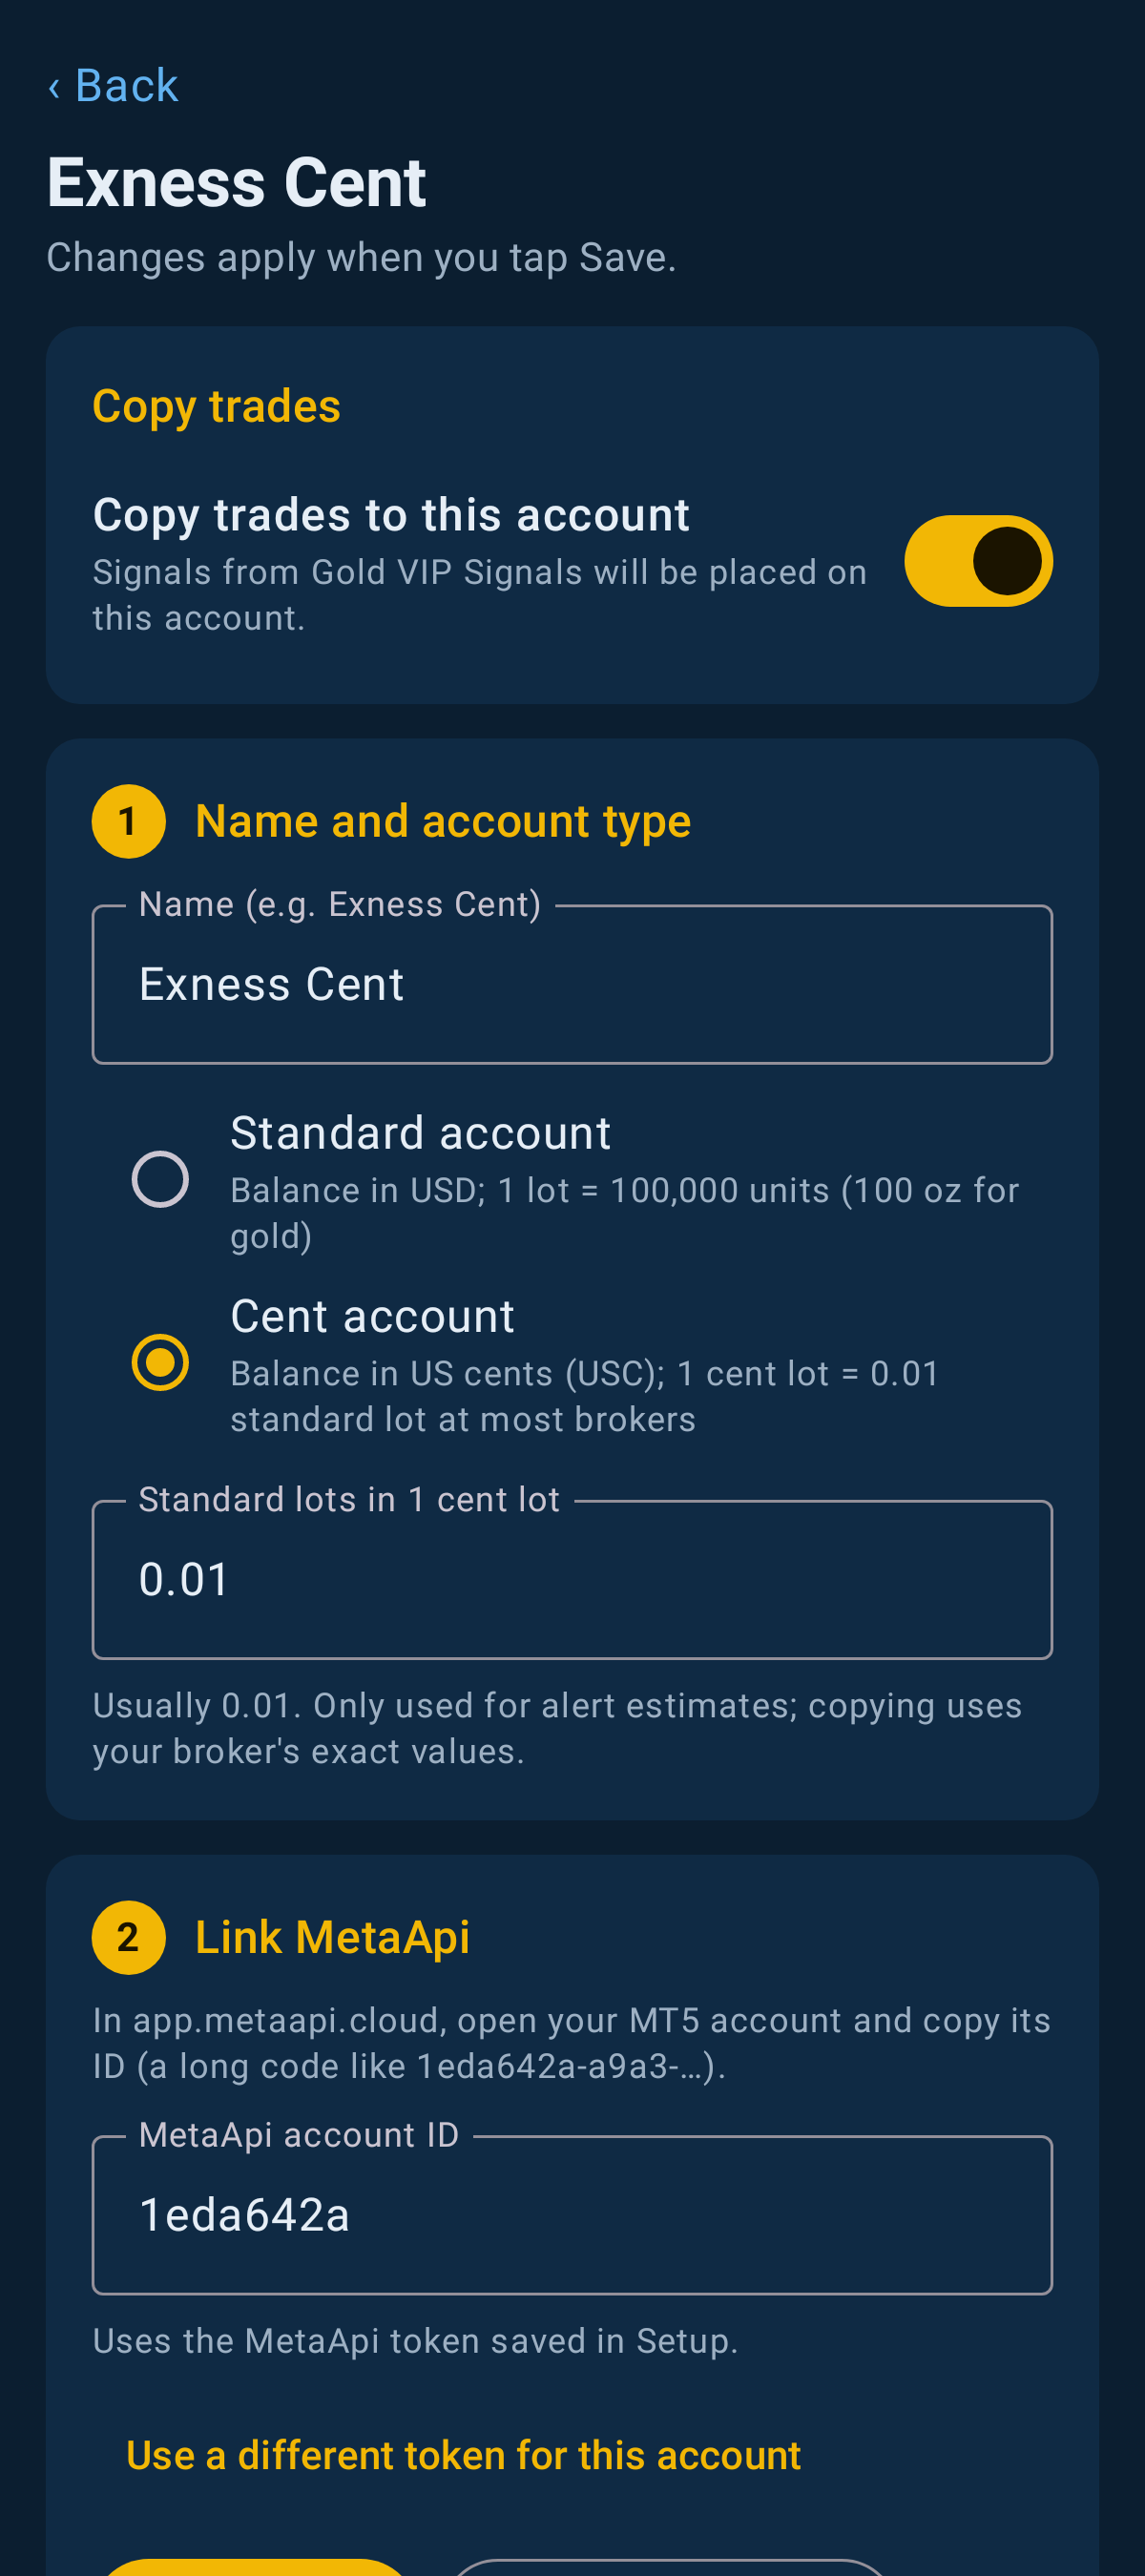 ‹ Back
Exness Cent
Changes apply when you tap Save.
Copy trades
Copy trades to this account
Signals from Gold VIP Signals will be placed on
this account.
1 Name and account type
Name (e.g. Exness Cent)
Exness Cent
Standard account
Balance in USD; 1 lot = 100,000 units (100 oz for
gold)
Cent account
Balance in US cents (USC); 1 cent lot = 0.01
standard lot at most brokers
Standard lots in 1 cent lot
0.01
Usually 0.01. Only used for alert estimates; copying uses
your broker's exact values.
2 Link MetaApi
In app.metaapi.cloud, open your MT5 account and copy its
ID (a long code like 1eda642a-a9a3-…).
MetaApi account ID
1eda642a
Uses the MetaApi token saved in Setup.
Use a different token for this account